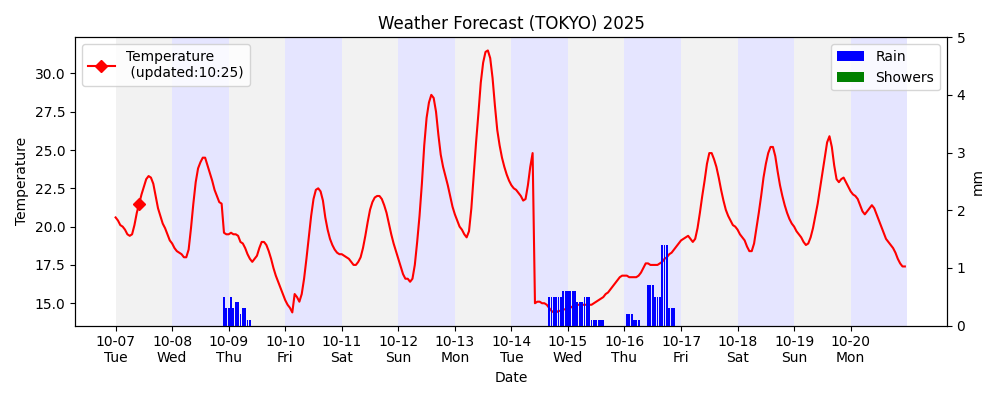 Weather Forecast (TOKYO) 2025
Temperature
(updated:10:25)
Rain
Showers
30.0
27.5
25.0
22.5
20.0
17.5
15.0
Temperature
5
4
3
2
1
0
mm
10-07 10-08 10-09 10-10 10-11 10-12 10-13 10-14 10-15 10-16 10-17 10-18 10-19 10-20
Tue Wed Thu Fri Sat Sun Mon Tue Wed Thu Fri Sat Sun Mon
Date